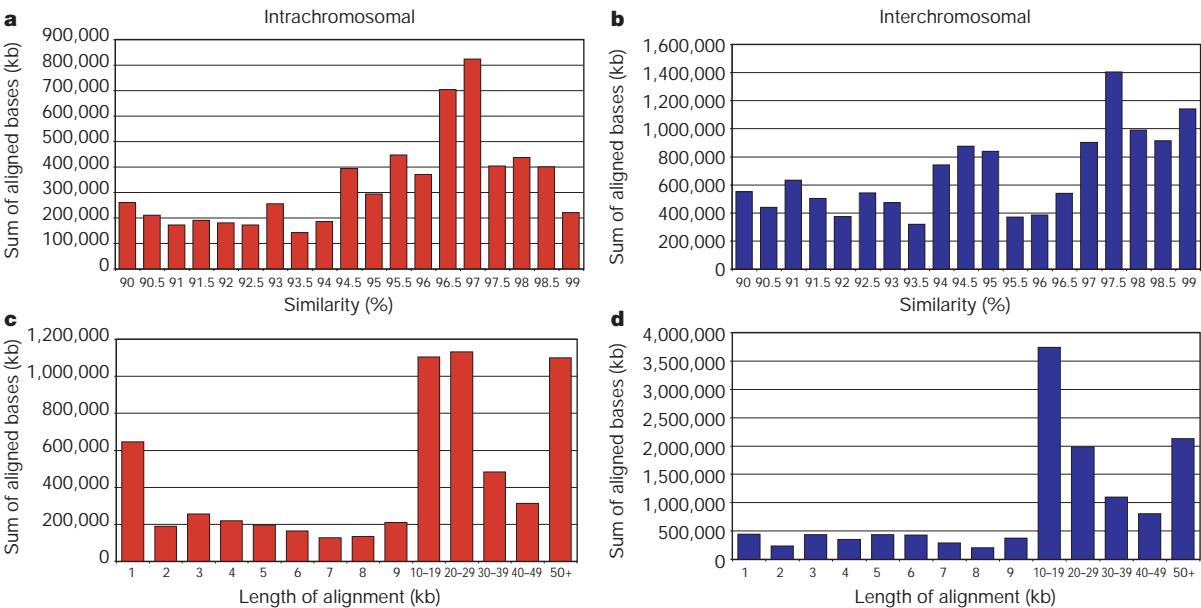 a
Intrachromosomal
Sum of aligned bases (kb)
900,000
800,000
700,000
600,000
500,000
400,000
300,000
200,000
100,000
0
90 90.5 91 91.5 92 92.5 93 93.5 94 94.5 95 95.5 96 96.5 97 97.5 98 98.5 99
Similarity (%)
b
Interchromosomal
Sum of aligned bases (kb)
1,600,000
1,400,000
1,200,000
1,000,000
800,000
600,000
400,000
200,000
0
90 90.5 91 91.5 92 92.5 93 93.5 94 94.5 95 95.5 96 96.5 97 97.5 98 98.5 99
Similarity (%)
c
Sum of aligned bases (kb)
1,200,000
1,000,000
800,000
600,000
400,000
200,000
0
1 2 3 4 5 6 7 8 9 10–19 20–29 30–39 40–49 50+
Length of alignment (kb)
d
Sum of aligned bases (kb)
4,000,000
3,500,000
3,000,000
2,500,000
2,000,000
1,500,000
1,000,000
500,000
0
1 2 3 4 5 6 7 8 9 10–19 20–29 30–39 40–49 50+
Length of alignment (kb)